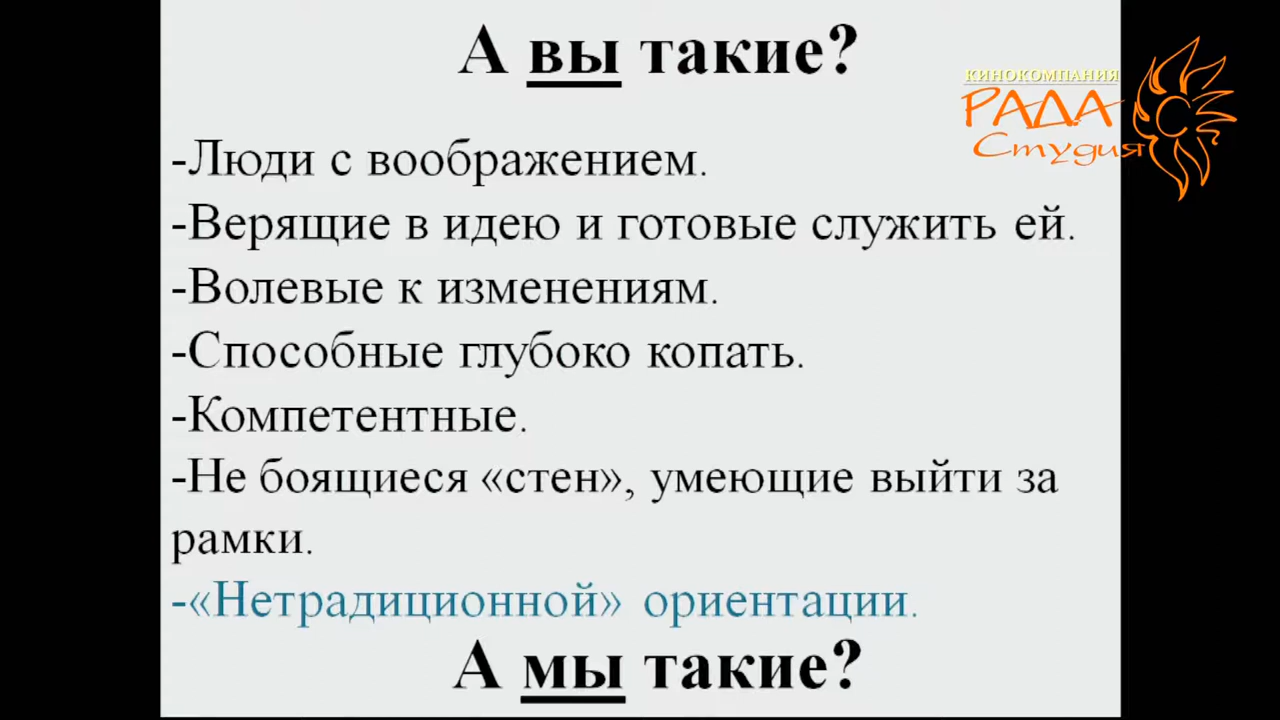 А вы такие?
КИНОКОМПАНИЯ
РАДА
Студия
С
-Люди с воображением.
-Верящие в идею и готовые служить ей.
-Волевые к изменениям.
-Способные глубоко копать.
-Компетентные.
-Не боящиеся «стен», умеющие выйти за
рамки.
-«Нетрадиционной» ориентации.
А мы такие?